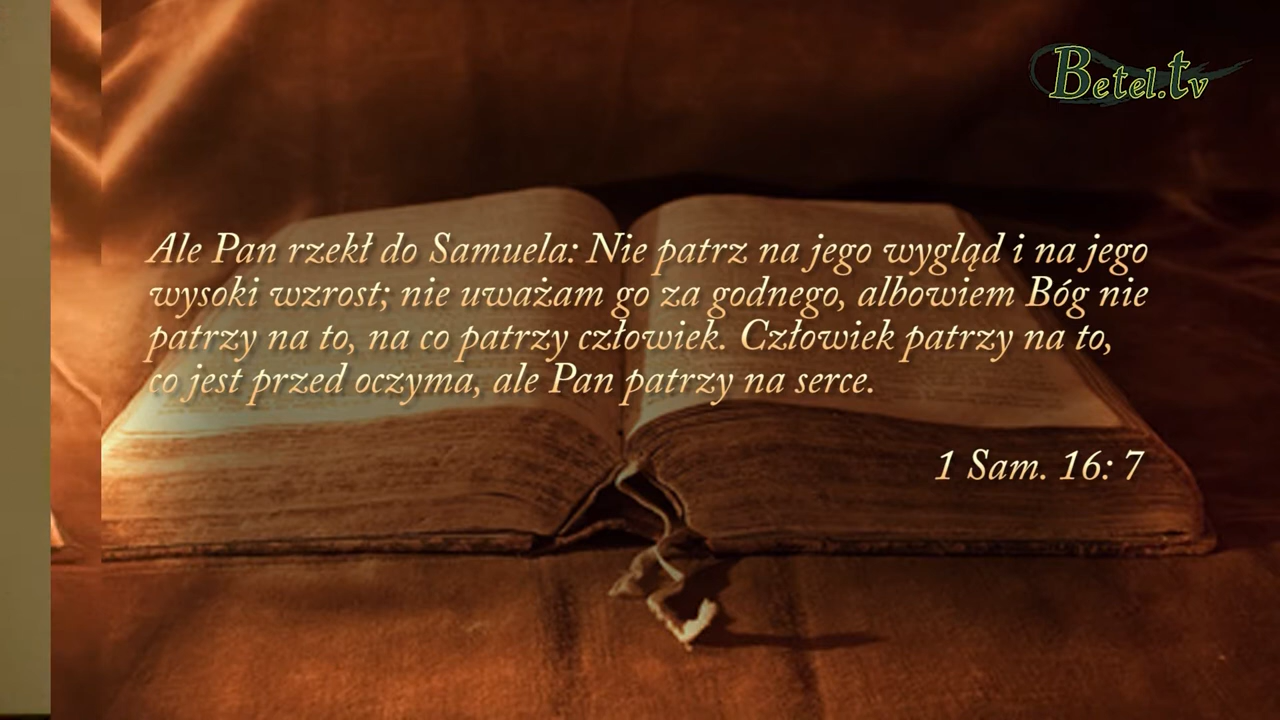 Betel.tv
Ale Pan rzekł do Samuela: Nie patrz na jego wygląd i na jego
wysoki wzrost; nie uważam go za godnego, albowiem Bóg nie
patrzy na to, na co patrzy człowiek. Człowiek patrzy na to,
co jest przed oczyma, ale Pan patrzy na serce.
1 Sam. 16: 7